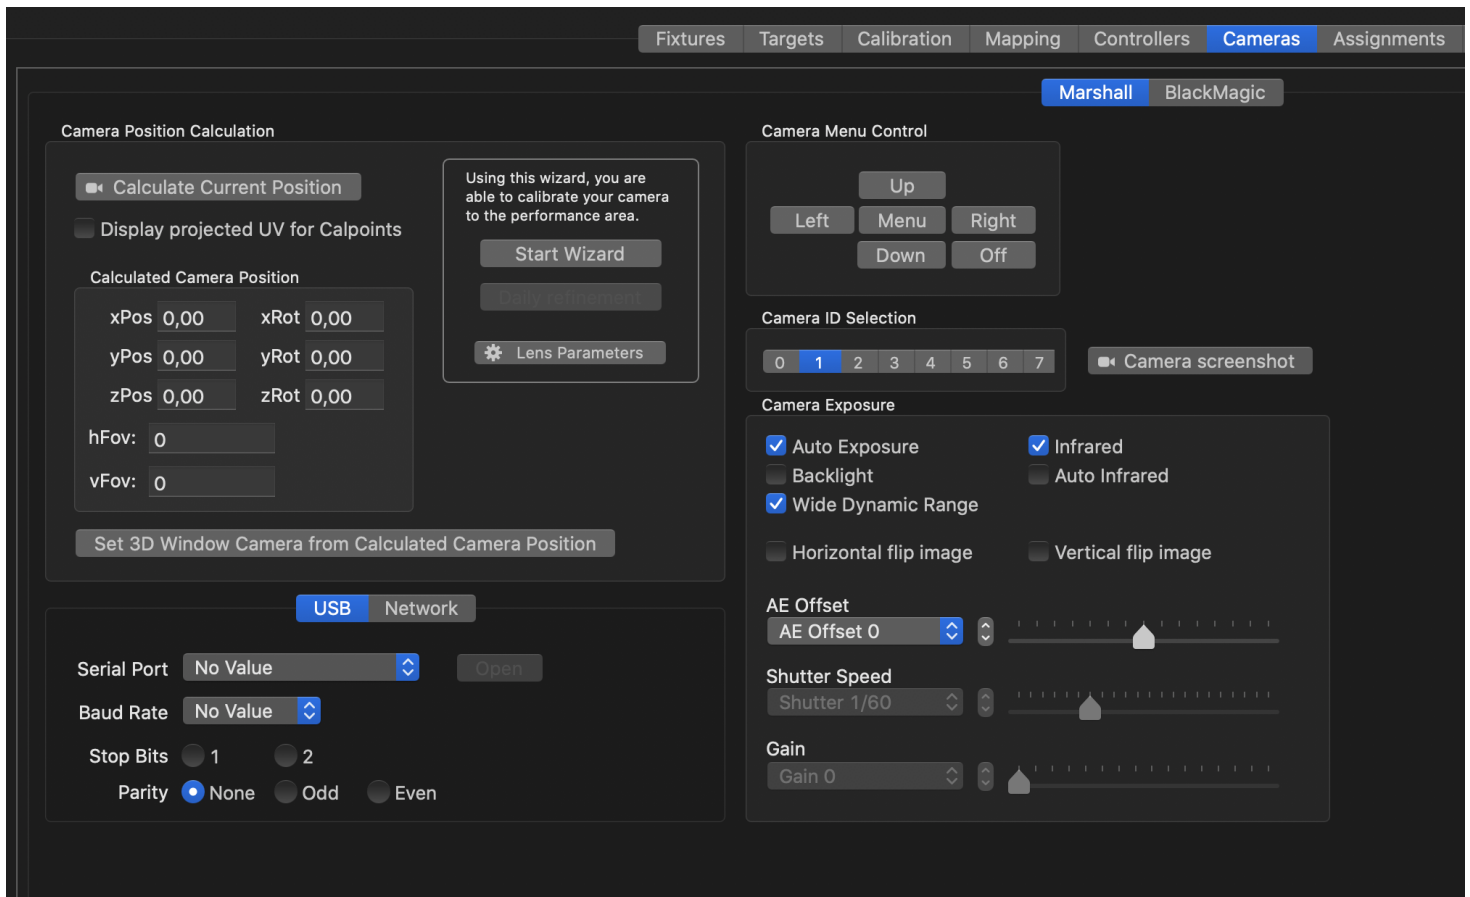 Fixtures Targets Calibration Mapping Controllers Cameras Assignments
Marshall BlackMagic
Camera Position Calculation
Calculate Current Position
Display projected UV for Calpoints
Calculated Camera Position
xPos 0,00 xRot 0,00
yPos 0,00 yRot 0,00
zPos 0,00 zRot 0,00
hFov: 0
vFov: 0
Using this wizard, you are
able to calibrate your camera
to the performance area.
Start Wizard
Daily refinement
Lens Parameters
Set 3D Window Camera from Calculated Camera Position
USB Network
Serial Port No Value Open
Baud Rate No Value
Stop Bits 1 2
Parity None Odd Even
Camera Menu Control
Up
Left Menu Right
Down Off
Camera ID Selection
0 1 2 3 4 5 6 7
Camera screenshot
Camera Exposure
Auto Exposure Infrared
Backlight Auto Infrared
Wide Dynamic Range
Horizontal flip image Vertical flip image
AE Offset
AE Offset 0
Shutter Speed
Shutter 1/60
Gain
Gain 0